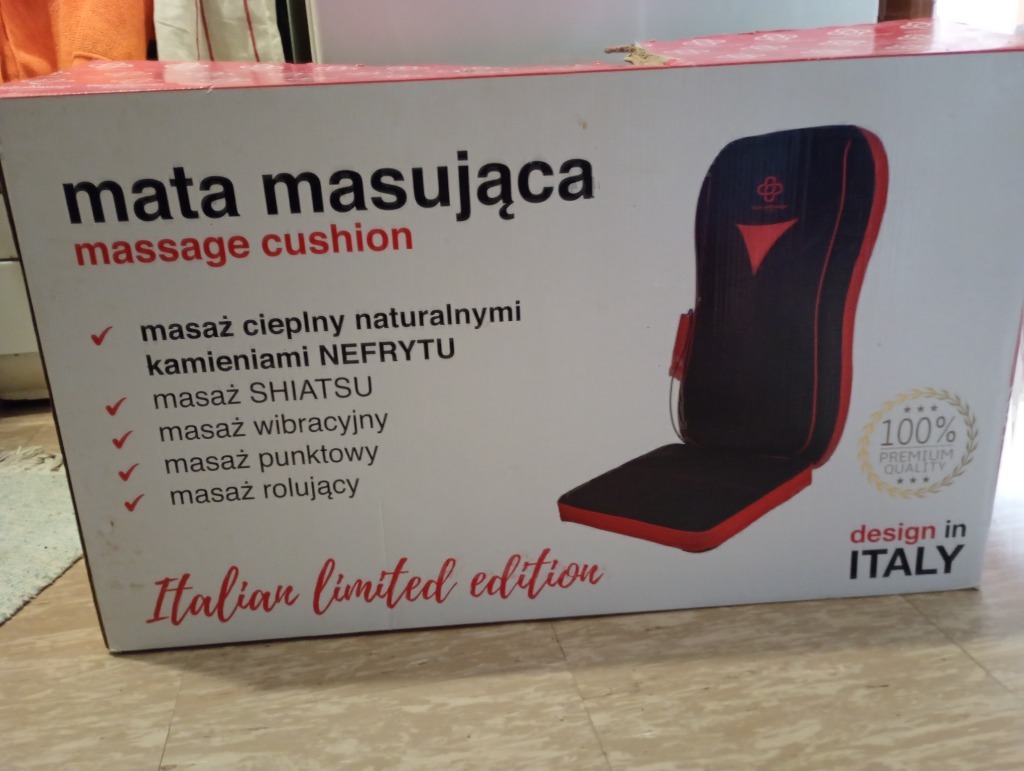 mata masująca
massage cushion
masaż cieplny naturalnymi
kamieniami NEFRYTU
masaż SHIATSU
masaż wibracyjny
masaż punktowy
masaż rolujący
Italian limited edition
100%
PREMIUM
QUALITY
design in
ITALY